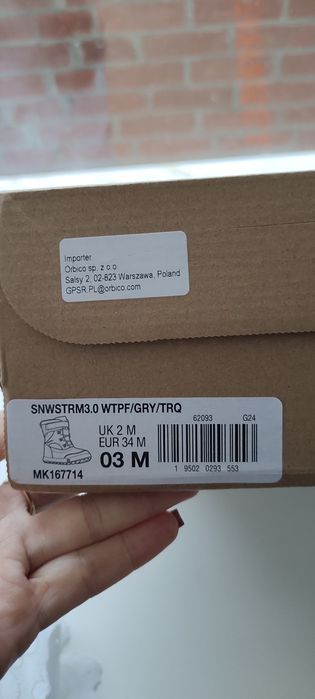 Importer
Orbico sp. z o.o.
Salsy 2, 02-823 Warszawa, Poland
GPSR.PL@orbico.com
SNWSTRM3.0 WTPF/GRY/TRQ
62093 G24
UK 2 M
EUR 34 M
03 M
MK167714
1 95020 0293 553